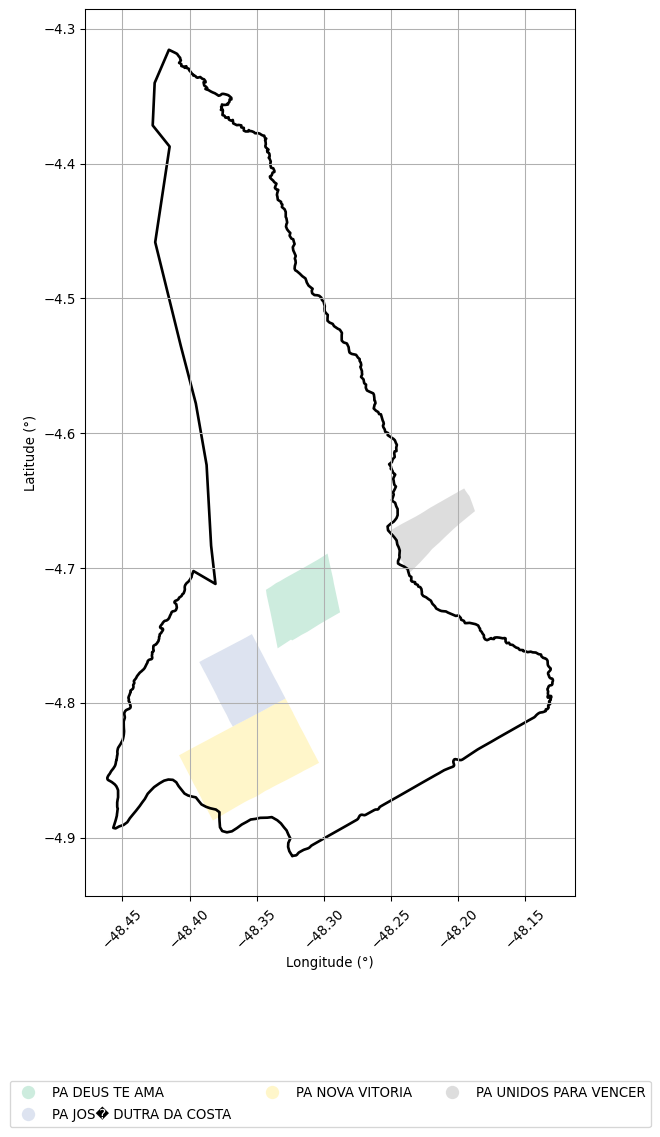 −4.3
−4.4
−4.5
−4.6
−4.7
−4.8
−4.9
Latitude (°)
−48.45
−48.40
−48.35
−48.30
−48.25
−48.20
−48.15
Longitude (°)
PA DEUS TE AMA
PA NOVA VITORIA
PA UNIDOS PARA VENCER
PA JOS� DUTRA DA COSTA